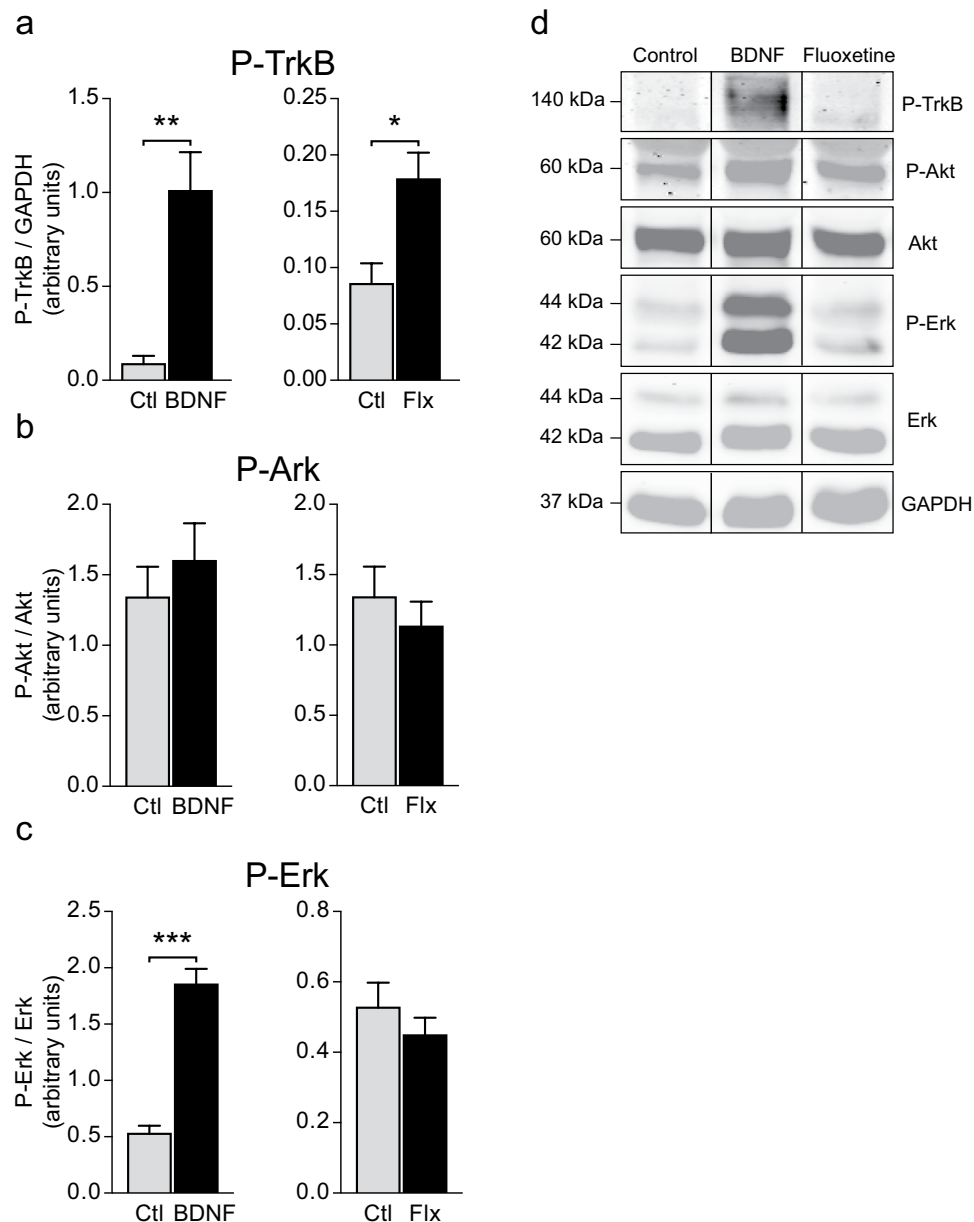 a
P-TrkB
P-TrkB / GAPDH
(arbitrary units)
1.5
1.0
0.5
0.0
**
Ctl BDNF
0.25
0.20
0.15
0.10
0.05
0.00
*
Ctl Flx
b
P-Ark
P-Akt / Akt
(arbitrary units)
2.0
1.5
1.0
0.5
0.0
Ctl BDNF
2.0
1.5
1.0
0.5
0.0
Ctl Flx
c
P-Erk
P-Erk / Erk
(arbitrary units)
2.5
2.0
1.5
1.0
0.5
0.0
***
Ctl BDNF
0.8
0.6
0.4
0.2
0.0
Ctl Flx
d
Control BDNF Fluoxetine
140 kDa P-TrkB
60 kDa P-Akt
60 kDa Akt
44 kDa
P-Erk
42 kDa
44 kDa
Erk
42 kDa
37 kDa GAPDH